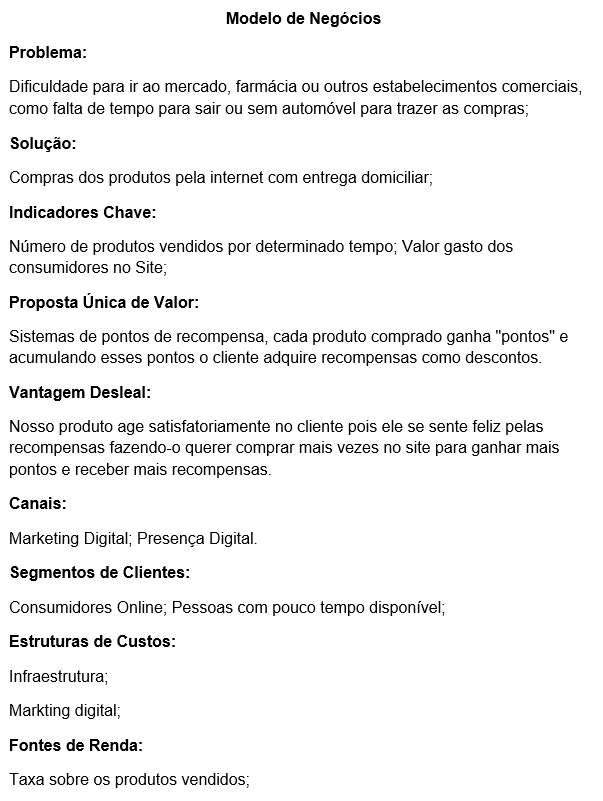 Modelo de Negócios
Problema:
Dificuldade para ir ao mercado, farmácia ou outros estabelecimentos comerciais,
como falta de tempo para sair ou sem automóvel para trazer as compras;
Solução:
Compras dos produtos pela internet com entrega domiciliar;
Indicadores Chave:
Número de produtos vendidos por determinado tempo; Valor gasto dos
consumidores no Site;
Proposta Única de Valor:
Sistemas de pontos de recompensa, cada produto comprado ganha "pontos" e
acumulando esses pontos o cliente adquire recompensas como descontos.
Vantagem Desleal:
Nosso produto age satisfatoriamente no cliente pois ele se sente feliz pelas
recompensas fazendo-o querer comprar mais vezes no site para ganhar mais
pontos e receber mais recompensas.
Canais:
Marketing Digital; Presença Digital.
Segmentos de Clientes:
Consumidores Online; Pessoas com pouco tempo disponível;
Estruturas de Custos:
Infraestrutura;
Markting digital;
Fontes de Renda:
Taxa sobre os produtos vendidos;